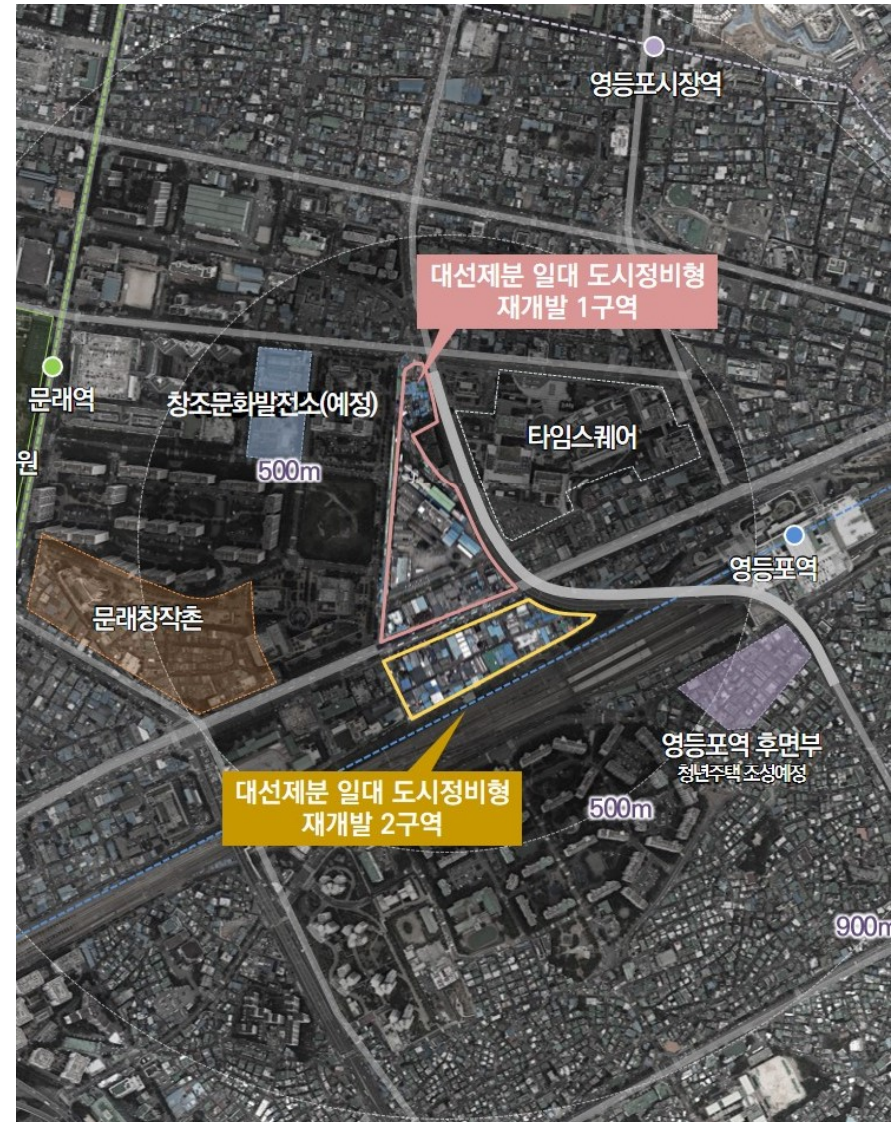 영등포시장역
대선제분 일대 도시정비형
재개발 1구역
문래역
창조문화발전소(예정)
타임스퀘어
원
500m
영등포역
문래창작촌
영등포역 후면부
청년주택 조성예정
대선제분 일대 도시정비형
재개발 2구역
500m
900m